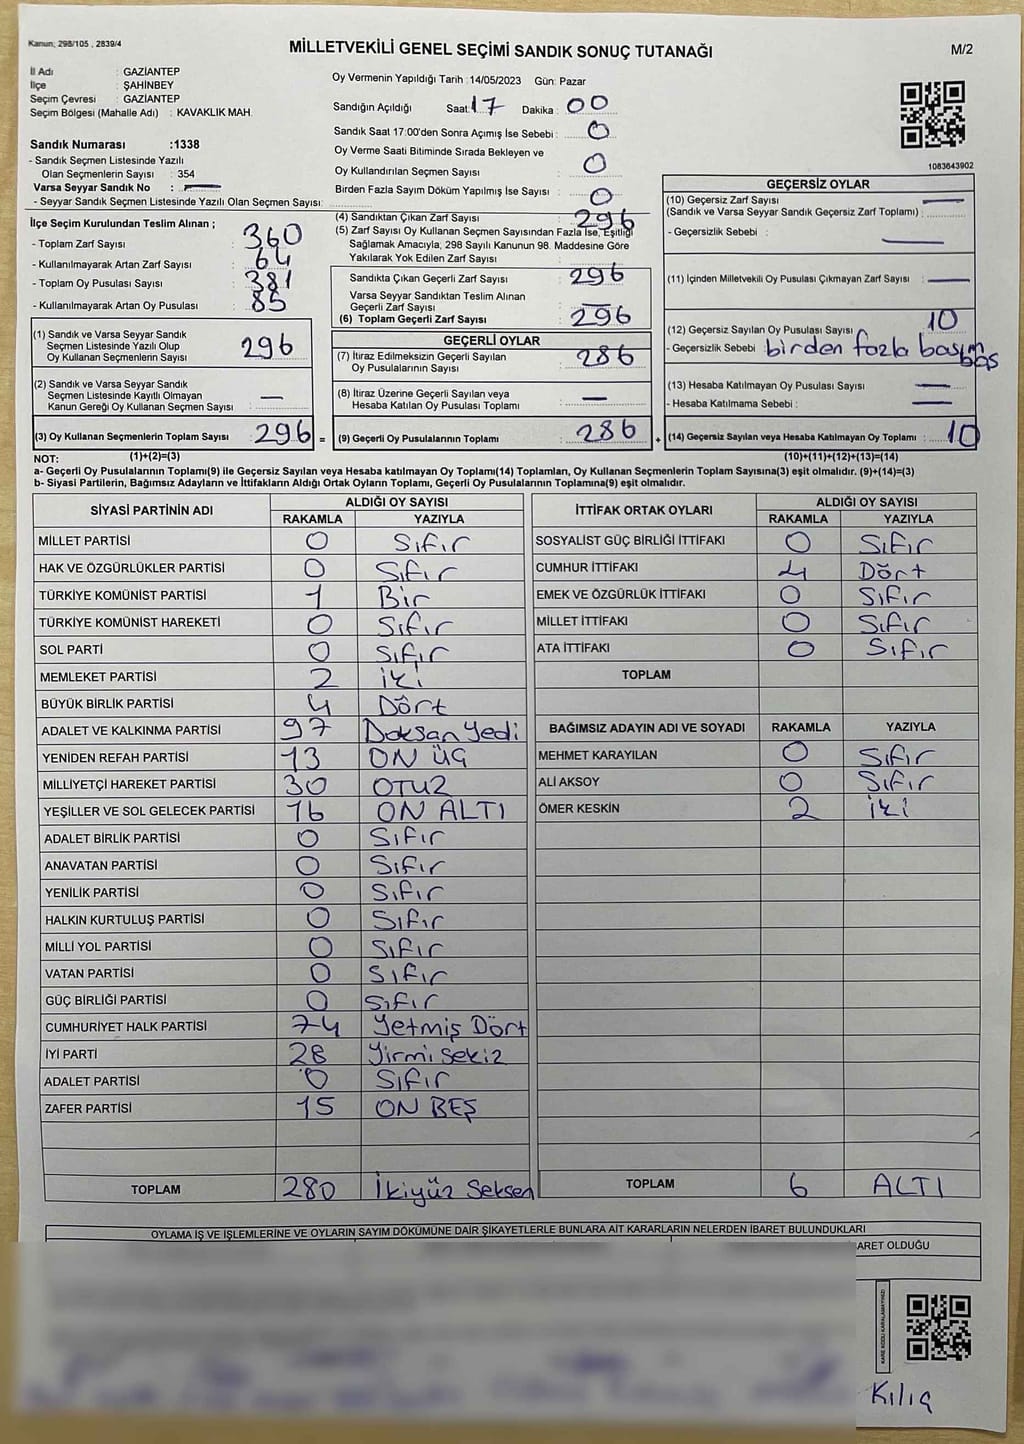 Kanun; 298/105 , 2839/4
MİLLETVEKİLİ GENEL SEÇİMİ SANDIK SONUÇ TUTANAĞI
M/2
İl Adı : GAZİANTEP
İlçe : ŞAHİNBEY
Seçim Çevresi : GAZİANTEP
Seçim Bölgesi (Mahalle Adı) : KAVAKLIK MAH.
Oy Vermenin Yapıldığı Tarih :14/05/2023 Gün: Pazar
Sandığın Açıldığı Saat: 17 Dakika : 00
Sandık Saat 17:00'den Sonra Açımış İse Sebebi : 0
Oy Verme Saati Bitiminde Sırada Bekleyen ve
Oy Kullandırılan Seçmen Sayısı : 0
Birden Fazla Sayım Döküm Yapılmış İse Sayısı : 0
1083643902
Sandık Numarası :1338
- Sandık Seçmen Listesinde Yazılı
Olan Seçmenlerin Sayısı : 354
Varsa Seyyar Sandık No : —
- Seyyar Sandık Seçmen Listesinde Yazılı Olan Seçmen Sayısı:
İlçe Seçim Kurulundan Teslim Alınan ;
- Toplam Zarf Sayısı : 360
- Kullanılmayarak Artan Zarf Sayısı : 64
- Toplam Oy Pusulası Sayısı : 381
- Kullanılmayarak Artan Oy Pusulası : 85
(4) Sandıktan Çıkan Zarf Sayısı : 296
(5) Zarf Sayısı Oy Kullanan Seçmen Sayısından Fazla İse, Eşitliği
Sağlamak Amacıyla, 298 Sayılı Kanunun 98. Maddesine Göre
Yakılarak Yok Edilen Zarf Sayısı :
Sandıkta Çıkan Geçerli Zarf Sayısı : 296
Varsa Seyyar Sandıktan Teslim Alınan
Geçerli Zarf Sayısı : —
(6) Toplam Geçerli Zarf Sayısı : 296
GEÇERSİZ OYLAR
(10) Geçersiz Zarf Sayısı : —
(Sandık ve Varsa Seyyar Sandık Geçersiz Zarf Toplamı) :
- Geçersizlik Sebebi : —
(11) İçinden Milletvekili Oy Pusulası Çıkmayan Zarf Sayısı : —
(12) Geçersiz Sayılan Oy Pusulası Sayısı : 10
- Geçersizlik Sebebi : birden fazla basım
(13) Hesaba Katılmayan Oy Pusulası Sayısı : —
- Hesaba Katılmama Sebebi : —
(14) Geçersiz Sayılan veya Hesaba Katılmayan Oy Toplamı : 10
(10)+(11)+(12)+(13)=(14)
(1) Sandık ve Varsa Seyyar Sandık
Seçmen Listesinde Yazılı Olup
Oy Kullanan Seçmenlerin Sayısı : 296
(2) Sandık ve Varsa Seyyar Sandık
Seçmen Listesinde Kayıtlı Olmayan
Kanun Gereği Oy Kullanan Seçmen Sayısı : —
(3) Oy Kullanan Seçmenlerin Toplam Sayısı : 296 =
GEÇERLİ OYLAR
(7) İtiraz Edilmeksizin Geçerli Sayılan
Oy Pusulalarının Sayısı : 286
(8) İtiraz Üzerine Geçerli Sayılan veya
Hesaba Katılan Oy Pusulası Toplamı : —
(9) Geçerli Oy Pusulalarının Toplamı : 286 +
NOT: (1)+(2)=(3)
a- Geçerli Oy Pusulalarının Toplamı(9) ile Geçersiz Sayılan veya Hesaba katılmayan Oy Toplamı(14) Toplamları, Oy Kullanan Seçmenlerin Toplam Sayısına(3) eşit olmalıdır. (9)+(14)=(3)
b- Siyasi Partilerin, Bağımsız Adayların ve İttifakların Aldığı Ortak Oyların Toplamı, Geçerli Oy Pusulalarının Toplamına(9) eşit olmalıdır.
SİYASİ PARTİNİN ADI ALDIĞI OY SAYISI
RAKAMLA YAZIYLA
MİLLET PARTİSİ 0 Sıfır
HAK VE ÖZGÜRLÜKLER PARTİSİ 0 Sıfır
TÜRKİYE KOMÜNİST PARTİSİ 1 Bir
TÜRKİYE KOMÜNİST HAREKETİ 0 Sıfır
SOL PARTİ 0 Sıfır
MEMLEKET PARTİSİ 2 İki
BÜYÜK BİRLİK PARTİSİ 4 Dört
ADALET VE KALKINMA PARTİSİ 97 Doksan Yedi
YENİDEN REFAH PARTİSİ 13 ON ÜÇ
MİLLİYETÇİ HAREKET PARTİSİ 30 OTUZ
YEŞİLLER VE SOL GELECEK PARTİSİ 16 ON ALTI
ADALET BİRLİK PARTİSİ 0 Sıfır
ANAVATAN PARTİSİ 0 Sıfır
YENİLİK PARTİSİ 0 Sıfır
HALKIN KURTULUŞ PARTİSİ 0 Sıfır
MİLLİ YOL PARTİSİ 0 Sıfır
VATAN PARTİSİ 0 Sıfır
GÜÇ BİRLİĞİ PARTİSİ 0 Sıfır
CUMHURİYET HALK PARTİSİ 74 Yetmiş Dört
İYİ PARTİ 28 Yirmi Sekiz
ADALET PARTİSİ 0 Sıfır
ZAFER PARTİSİ 15 ON BEŞ
TOPLAM 280 İkiyüz Seksen
İTTİFAK ORTAK OYLARI ALDIĞI OY SAYISI
RAKAMLA YAZIYLA
SOSYALİST GÜÇ BİRLİĞİ İTTİFAKI 0 Sıfır
CUMHUR İTTİFAKI 4 Dört
EMEK VE ÖZGÜRLÜK İTTİFAKI 0 Sıfır
MİLLET İTTİFAKI 0 Sıfır
ATA İTTİFAKI 0 Sıfır
TOPLAM
BAĞIMSIZ ADAYIN ADI VE SOYADI RAKAMLA YAZIYLA
MEHMET KARAYILAN 0 Sıfır
ALİ AKSOY 0 Sıfır
ÖMER KESKİN 2 İki
TOPLAM 6 ALTI
OYLAMA İŞ VE İŞLEMLERİNE VE OYLARIN SAYIM DÖKÜMÜNE DAİR ŞİKAYETLERLE BUNLARA AİT KARARLARIN NELERDEN İBARET BULUNDUKLARI
ARET OLDUĞU
KARE KODU KARALAMAYINIZ!
Kılıç